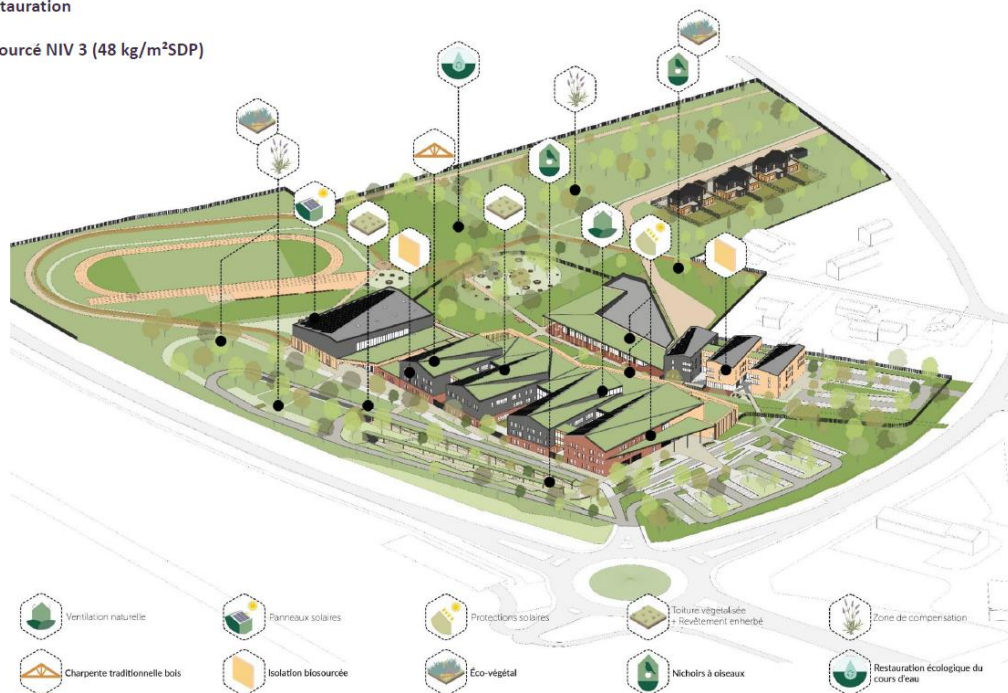 tauration
ourcé NIV 3 (48 kg/m²SDP)
Ventilation naturelle
Panneaux solaires
Protections solaires
Toiture végétalisée
+ Revêtement enherbé
Zone de compensation
Charpente traditionnelle bois
Isolation biosourcée
Éco-végétal
Nichoirs à oiseaux
Restauration écologique du
cours d'eau